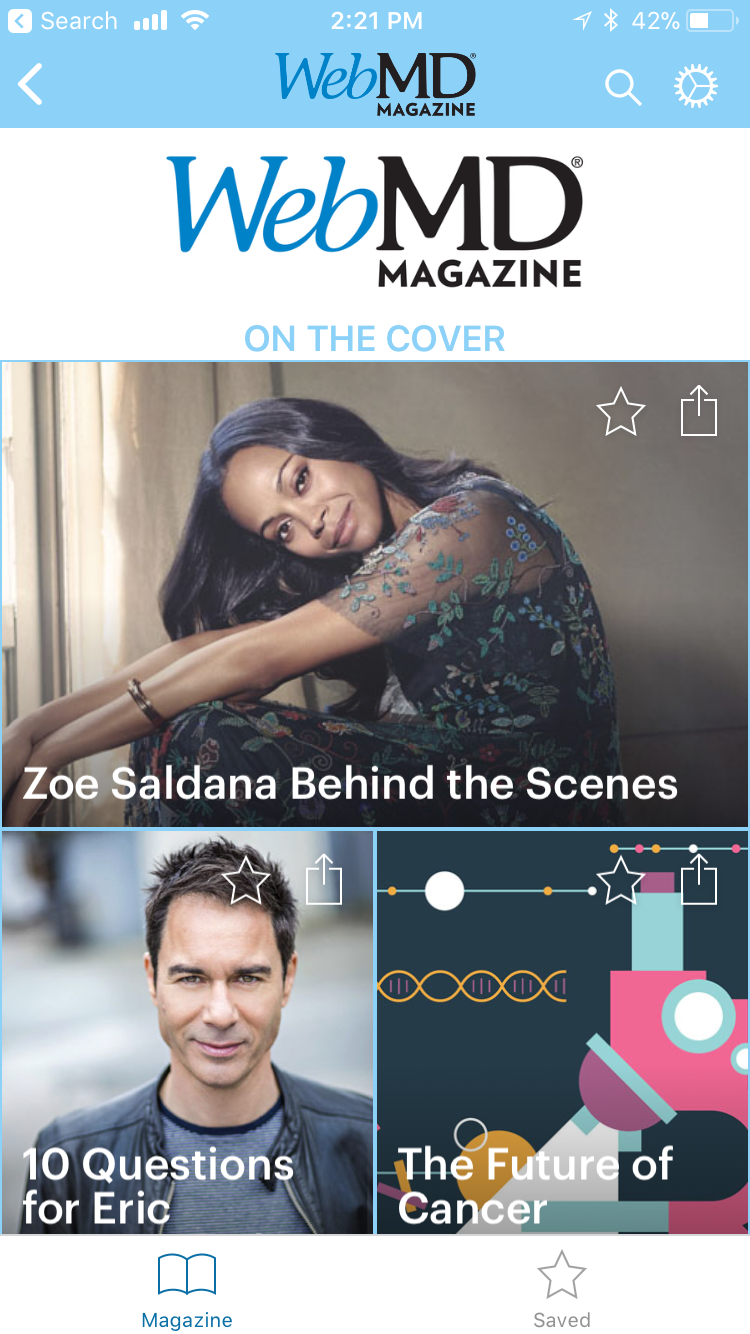 Search 2:21 PM 42%
WebMD®
MAGAZINE
WebMD®
MAGAZINE
ON THE COVER
Zoe Saldana Behind the Scenes
10 Questions
for Eric
The Future of
Cancer
Magazine
Saved